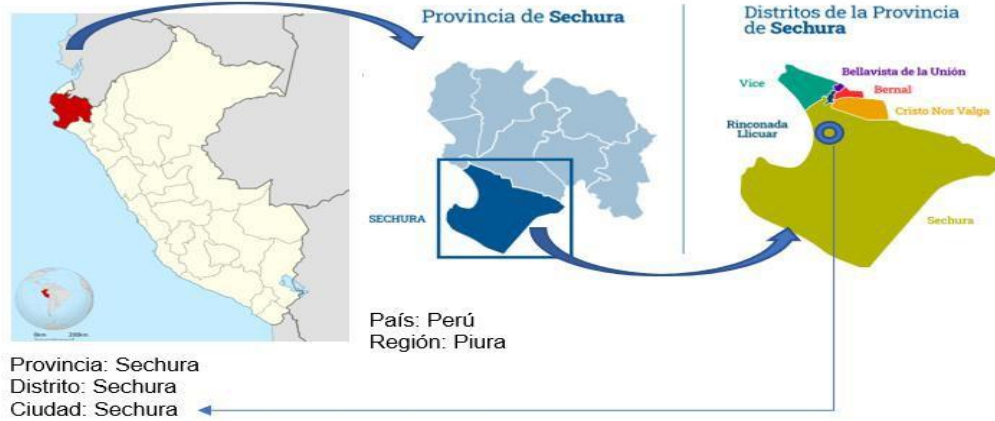 Provincia de Sechura
SECHURA
Distritos de la Provincia
de Sechura
Bellavista de la Unión
Vice
Bernal
Cristo Nos Valga
Rinconada
Llicuar
Sechura
País: Perú
Región: Piura
Provincia: Sechura
Distrito: Sechura
Ciudad: Sechura